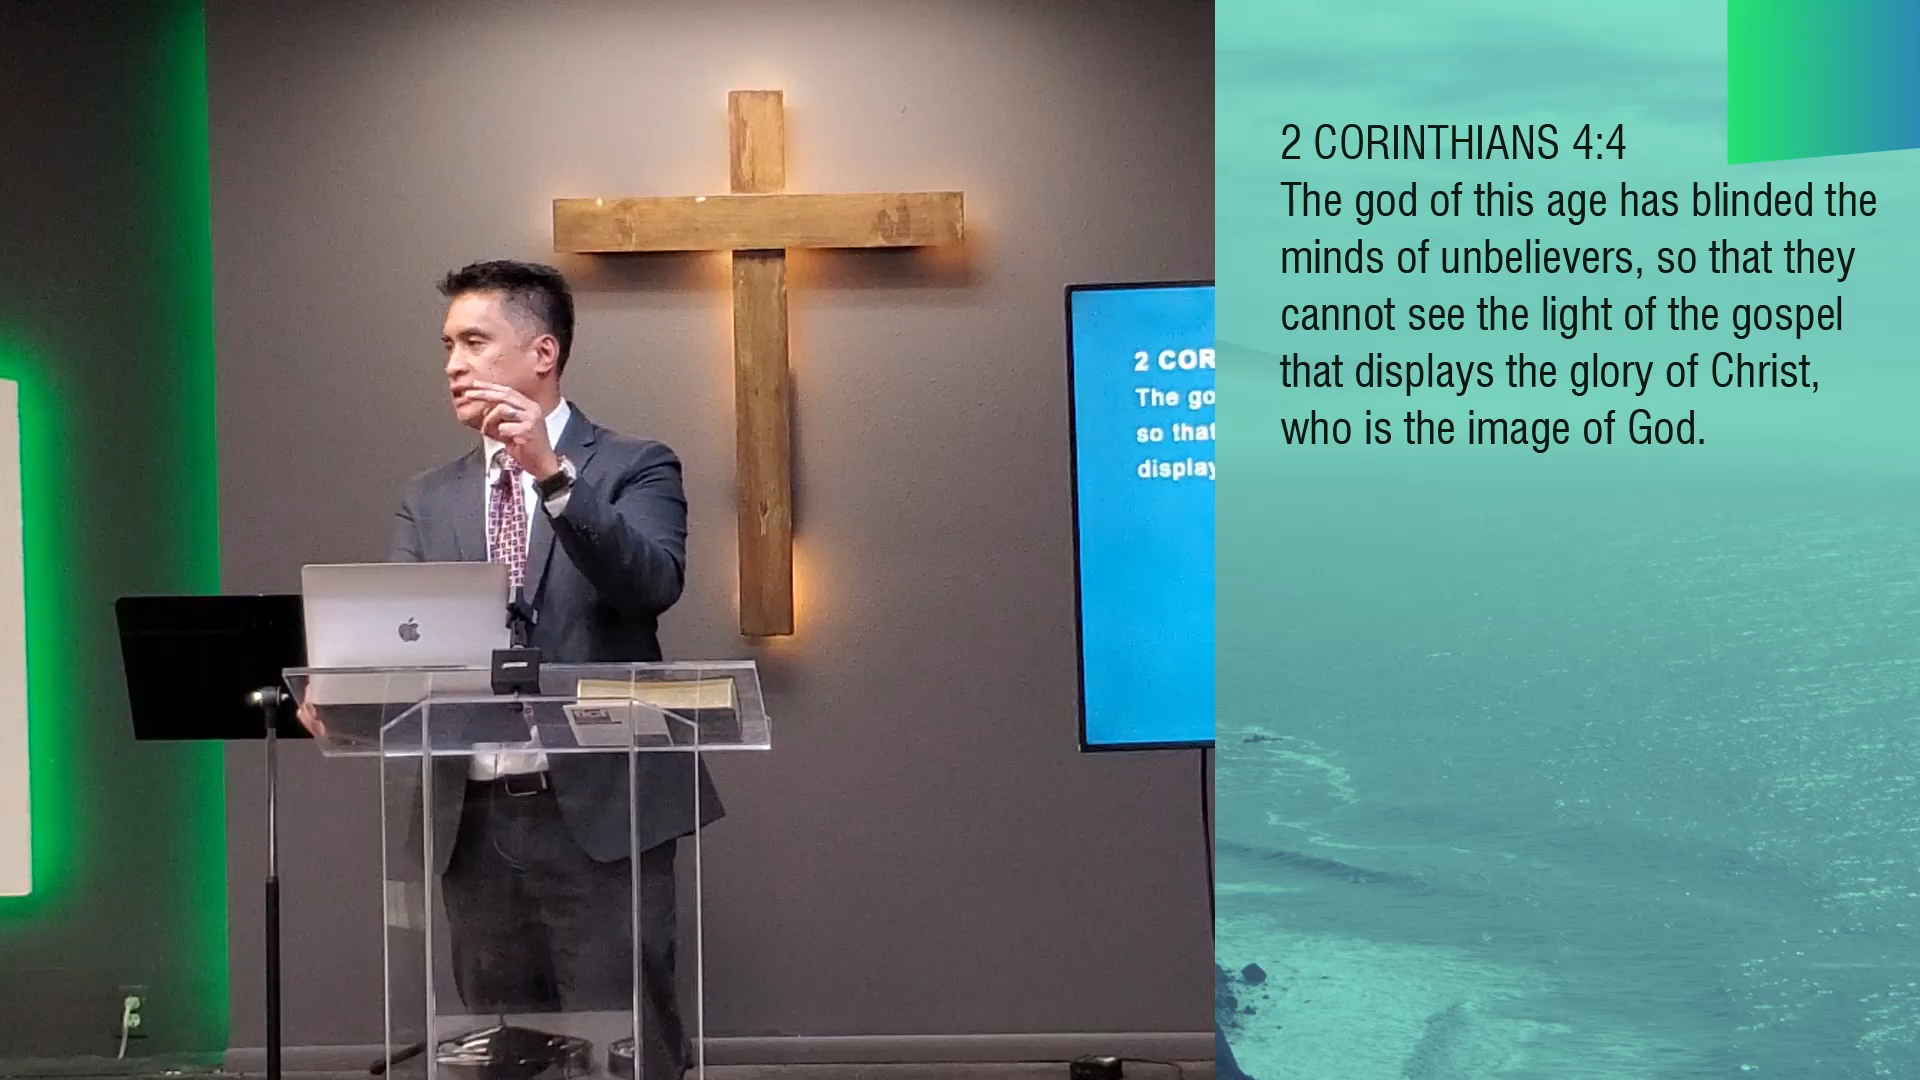 2 CORINTHIANS 4:4
The god of this age has blinded the
minds of unbelievers, so that they
cannot see the light of the gospel
that displays the glory of Christ,
who is the image of God.
2 COR
The go
so that
display